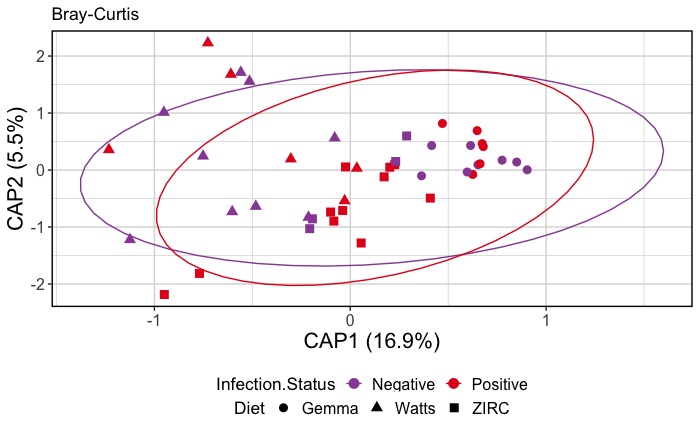 Bray-Curtis
CAP2 (5.5%)
2
1
0
-1
-2
-1
0
1
CAP1 (16.9%)
Infection.Status Negative Positive
Diet Gemma Watts ZIRC